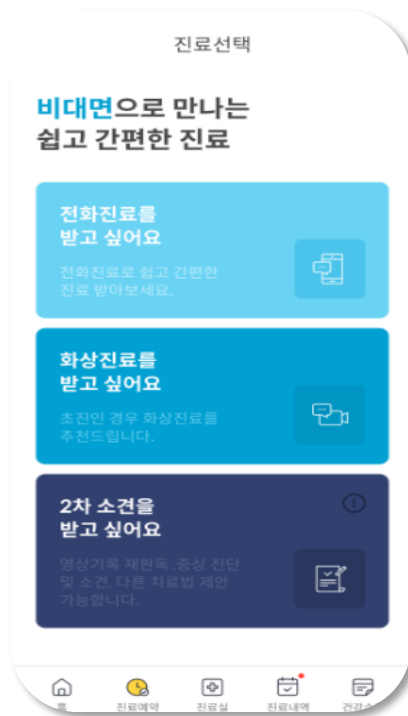 진료선택
비대면으로 만나는
쉽고 간편한 진료
전화진료를
받고 싶어요
전화진료로 쉽고 간편한
진료 받아보세요.
화상진료를
받고 싶어요
초진인 경우 화상진료를
추천드립니다.
2차 소견을
받고 싶어요
영상기록 재판독 ,증상 진단
및 소견, 다른 치료법 제안
가능합니다.
홈 진료예약 진료실 진료내역